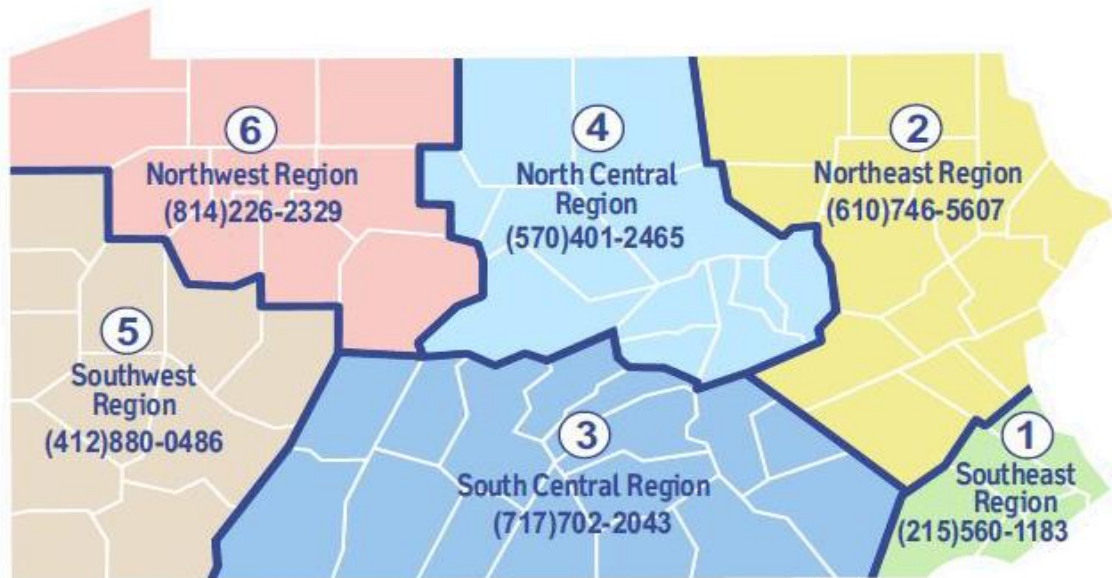 6
Northwest Region
(814)226-2329
4
North Central
Region
(570)401-2465
2
Northeast Region
(610)746-5607
5
Southwest
Region
(412)880-0486
3
South Central Region
(717)702-2043
1
Southeast
Region
(215)560-1183